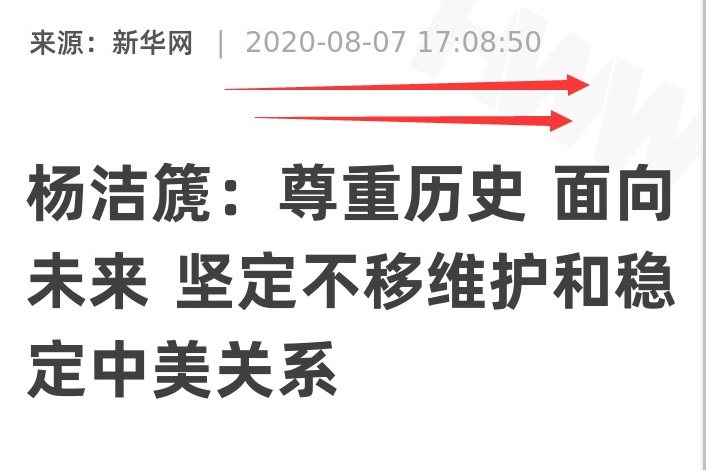 来源：新华网 | 2020-08-07 17:08:50
杨洁篪：尊重历史 面向
未来 坚定不移维护和稳
定中美关系